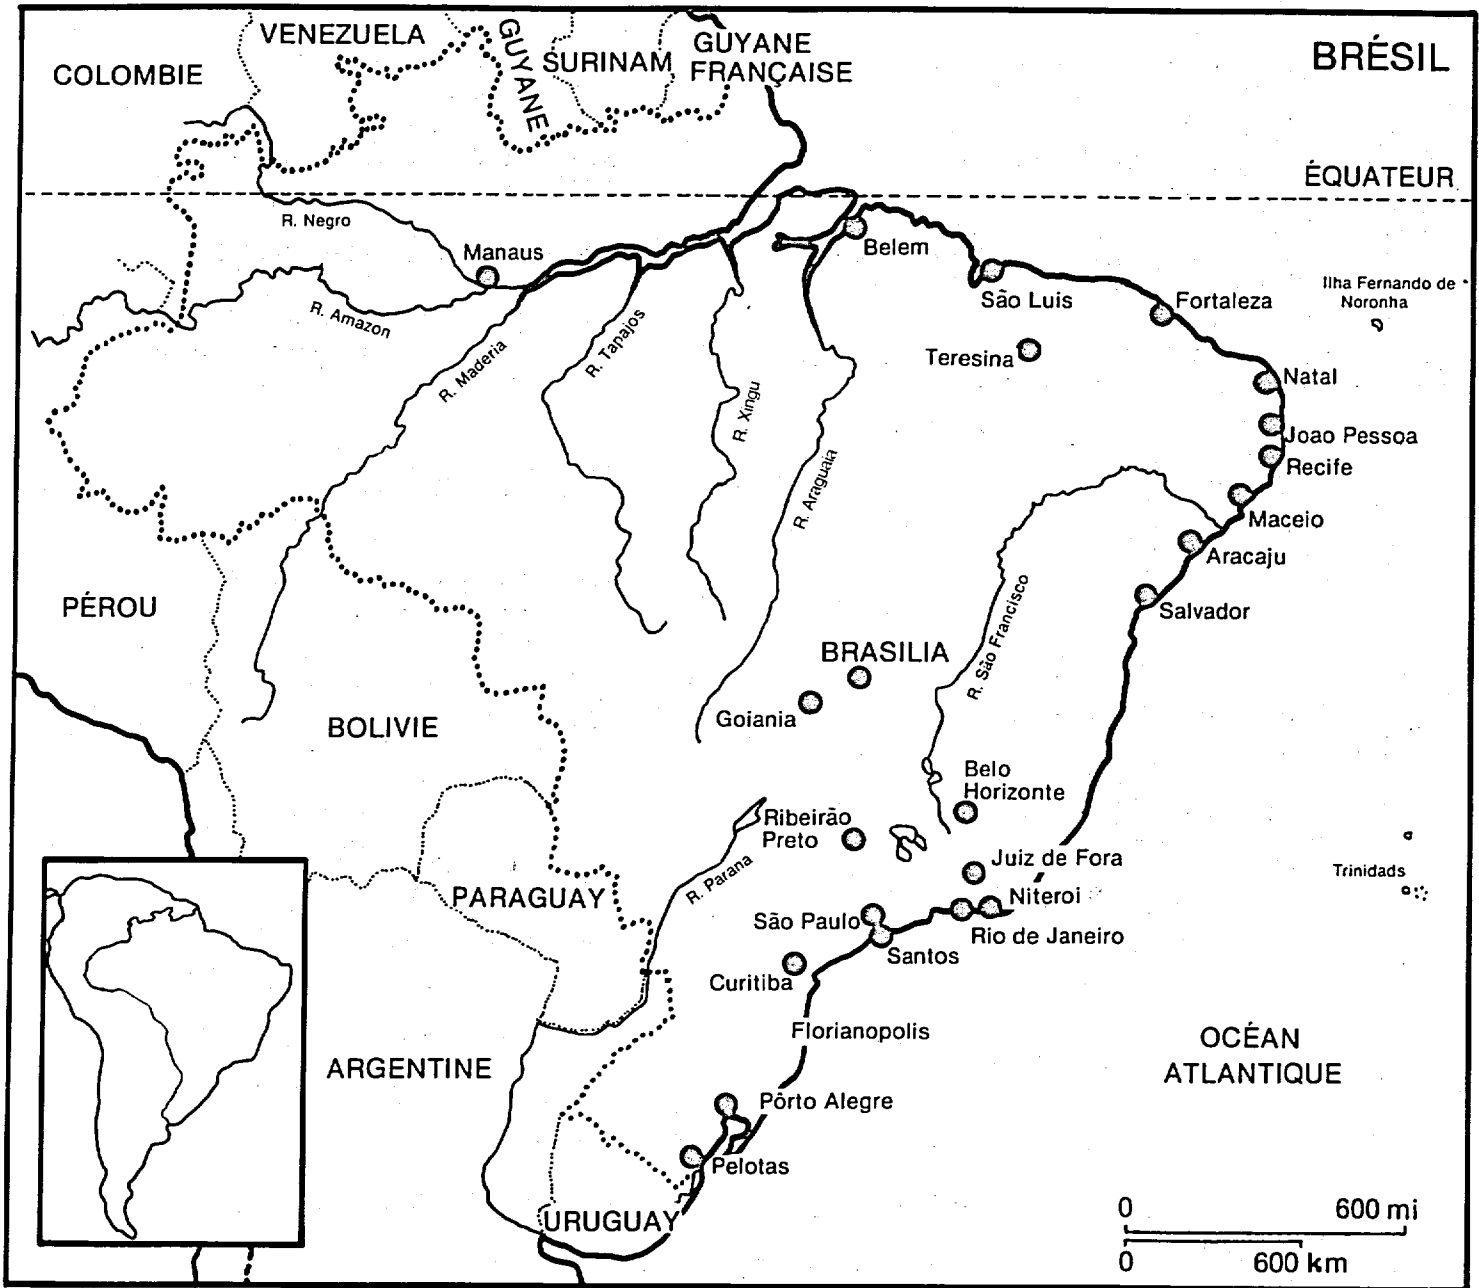 VENEZUELA
GUYANE
SURINAM
GUYANE
FRANÇAISE
BRÉSIL
COLOMBIE
ÉQUATEUR
R. Negro
Manaus
Belem
R. Amazon
São Luis
Fortaleza
Ilha Fernando de
Noronha
R. Maderia
R. Tapajos
Teresina
Natal
R. Xingu
Joao Pessoa
Recife
R. Araguaia
Maceio
Aracaju
PÉROU
Salvador
R. São Francisco
BRASILIA
Goiania
BOLIVIE
Belo
Horizonte
Ribeirão
Preto
Juiz de Fora
Trinidads
PARAGUAY
R. Parana
Niteroi
São Paulo
Rio de Janeiro
Santos
Curitiba
Florianopolis
OCÉAN
ATLANTIQUE
ARGENTINE
Pôrto Alegre
Pelotas
URUGUAY
0 600 mi
0 600 km